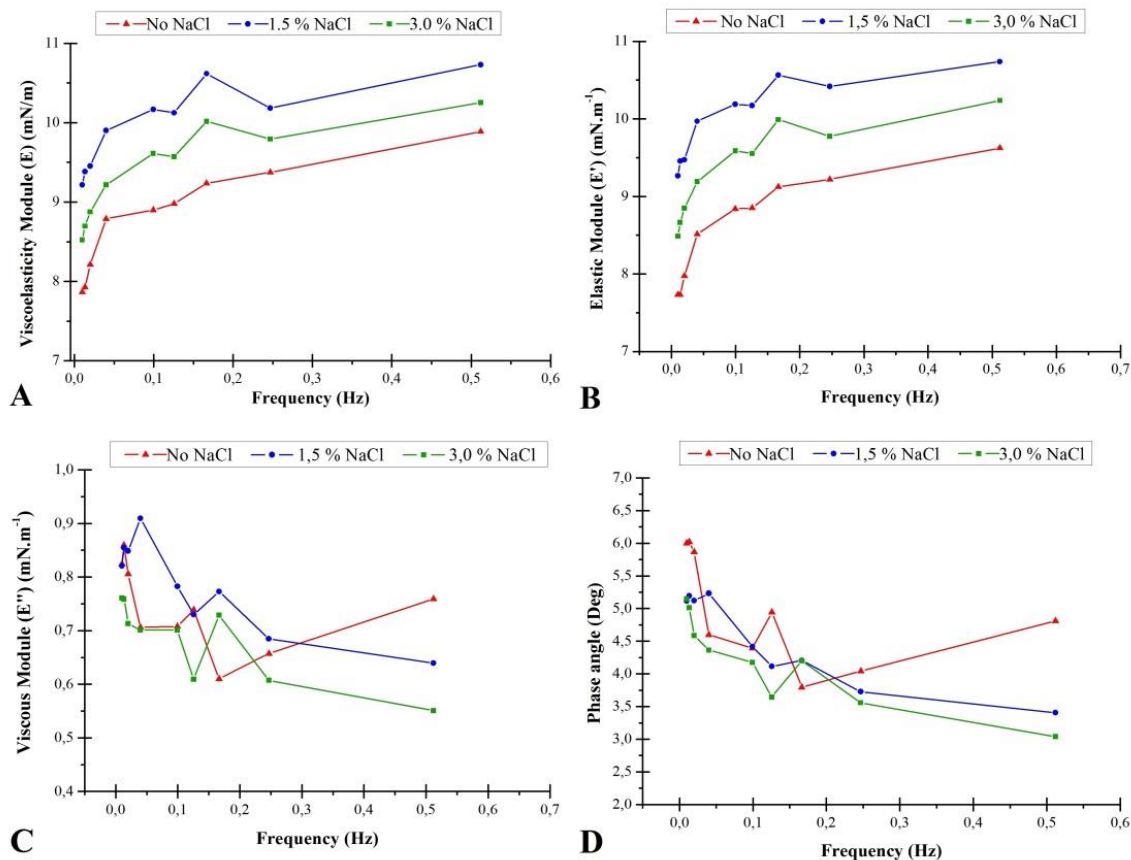 No NaCl 1.5 % NaCl 3.0 % NaCl
11
10
9
8
7
Viscoelasticity Module (E) (mN/m)
0,0 0,1 0,2 0,3 0,4 0,5 0,6
Frequency (Hz)
A
No NaCl 1,5 % NaCl 3,0 % NaCl
11
10
9
8
7
Elastic Module (E') (mN.m-1)
0,0 0,1 0,2 0,3 0,4 0,5 0,6 0,7
Frequency (Hz)
B
No NaCl 1,5 % NaCl 3,0 % NaCl
1,0
0,9
0,8
0,7
0,6
0,5
0,4
Viscous Module (E'') (mN.m-1)
0,0 0,1 0,2 0,3 0,4 0,5 0,6 0,7
Frequency (Hz)
C
No NaCl 1,5 % NaCl 3,0 % NaCl
7,0
6,5
6,0
5,5
5,0
4,5
4,0
3,5
3,0
2,5
2,0
Phase angle (Deg)
0,0 0,1 0,2 0,3 0,4 0,5 0,6
Frequency (Hz)
D